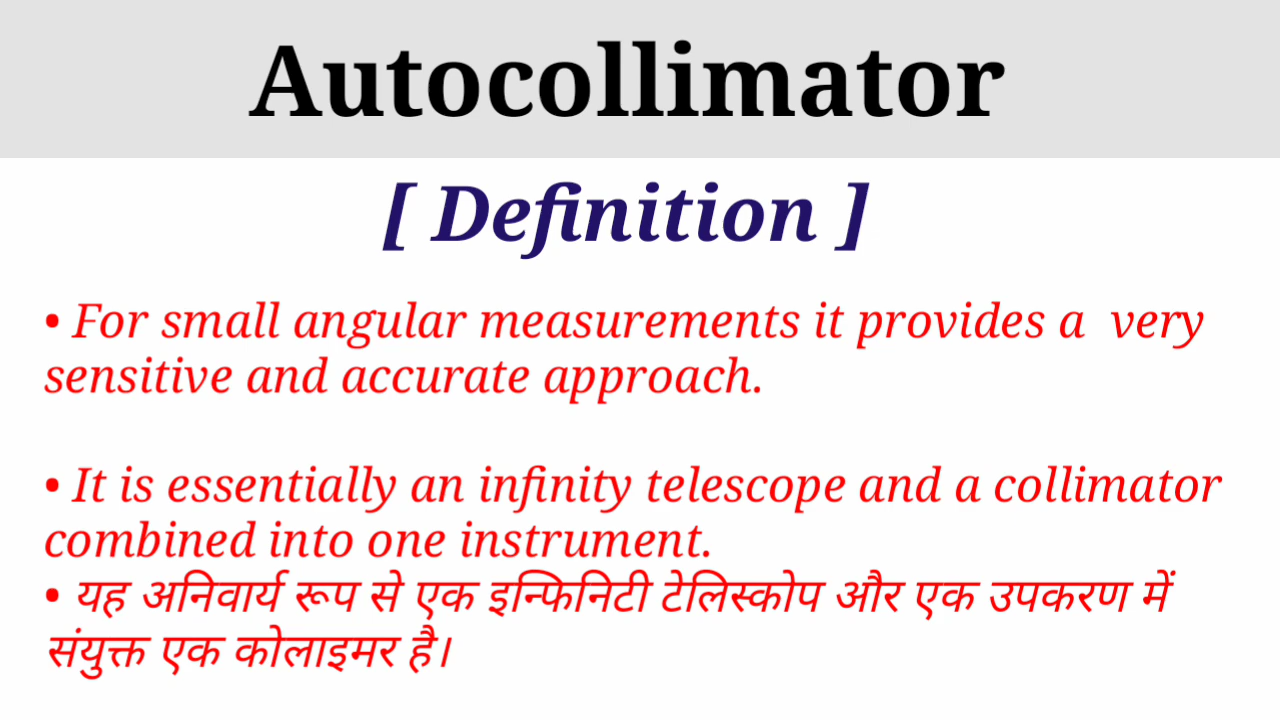 Autocollimator
[ Definition ]
• For small angular measurements it provides a very
sensitive and accurate approach.
• It is essentially an infinity telescope and a collimator
combined into one instrument.
• यह अनिवार्य रूप से एक इन्फिनिटी टेलिस्कोप और एक उपकरण में
संयुक्त एक कोलाइमर है।